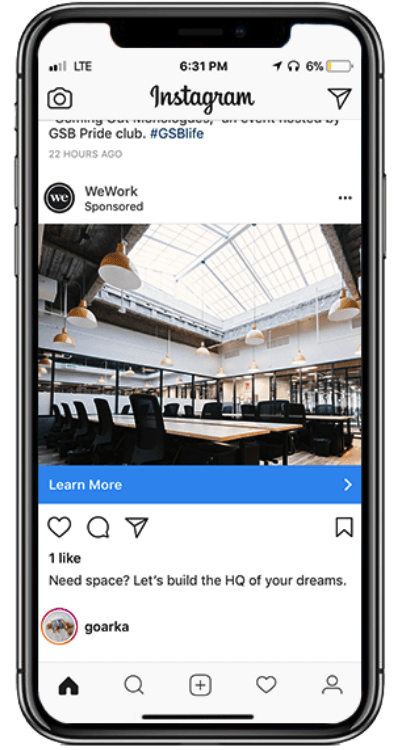 LTE 6:31 PM 6%
Instagram
"Coming Out Monologues," an event hosted by
GSB Pride club. #GSBlife
22 HOURS AGO
we WeWork
Sponsored
Learn More
1 like
Need space? Let's build the HQ of your dreams.
goarka